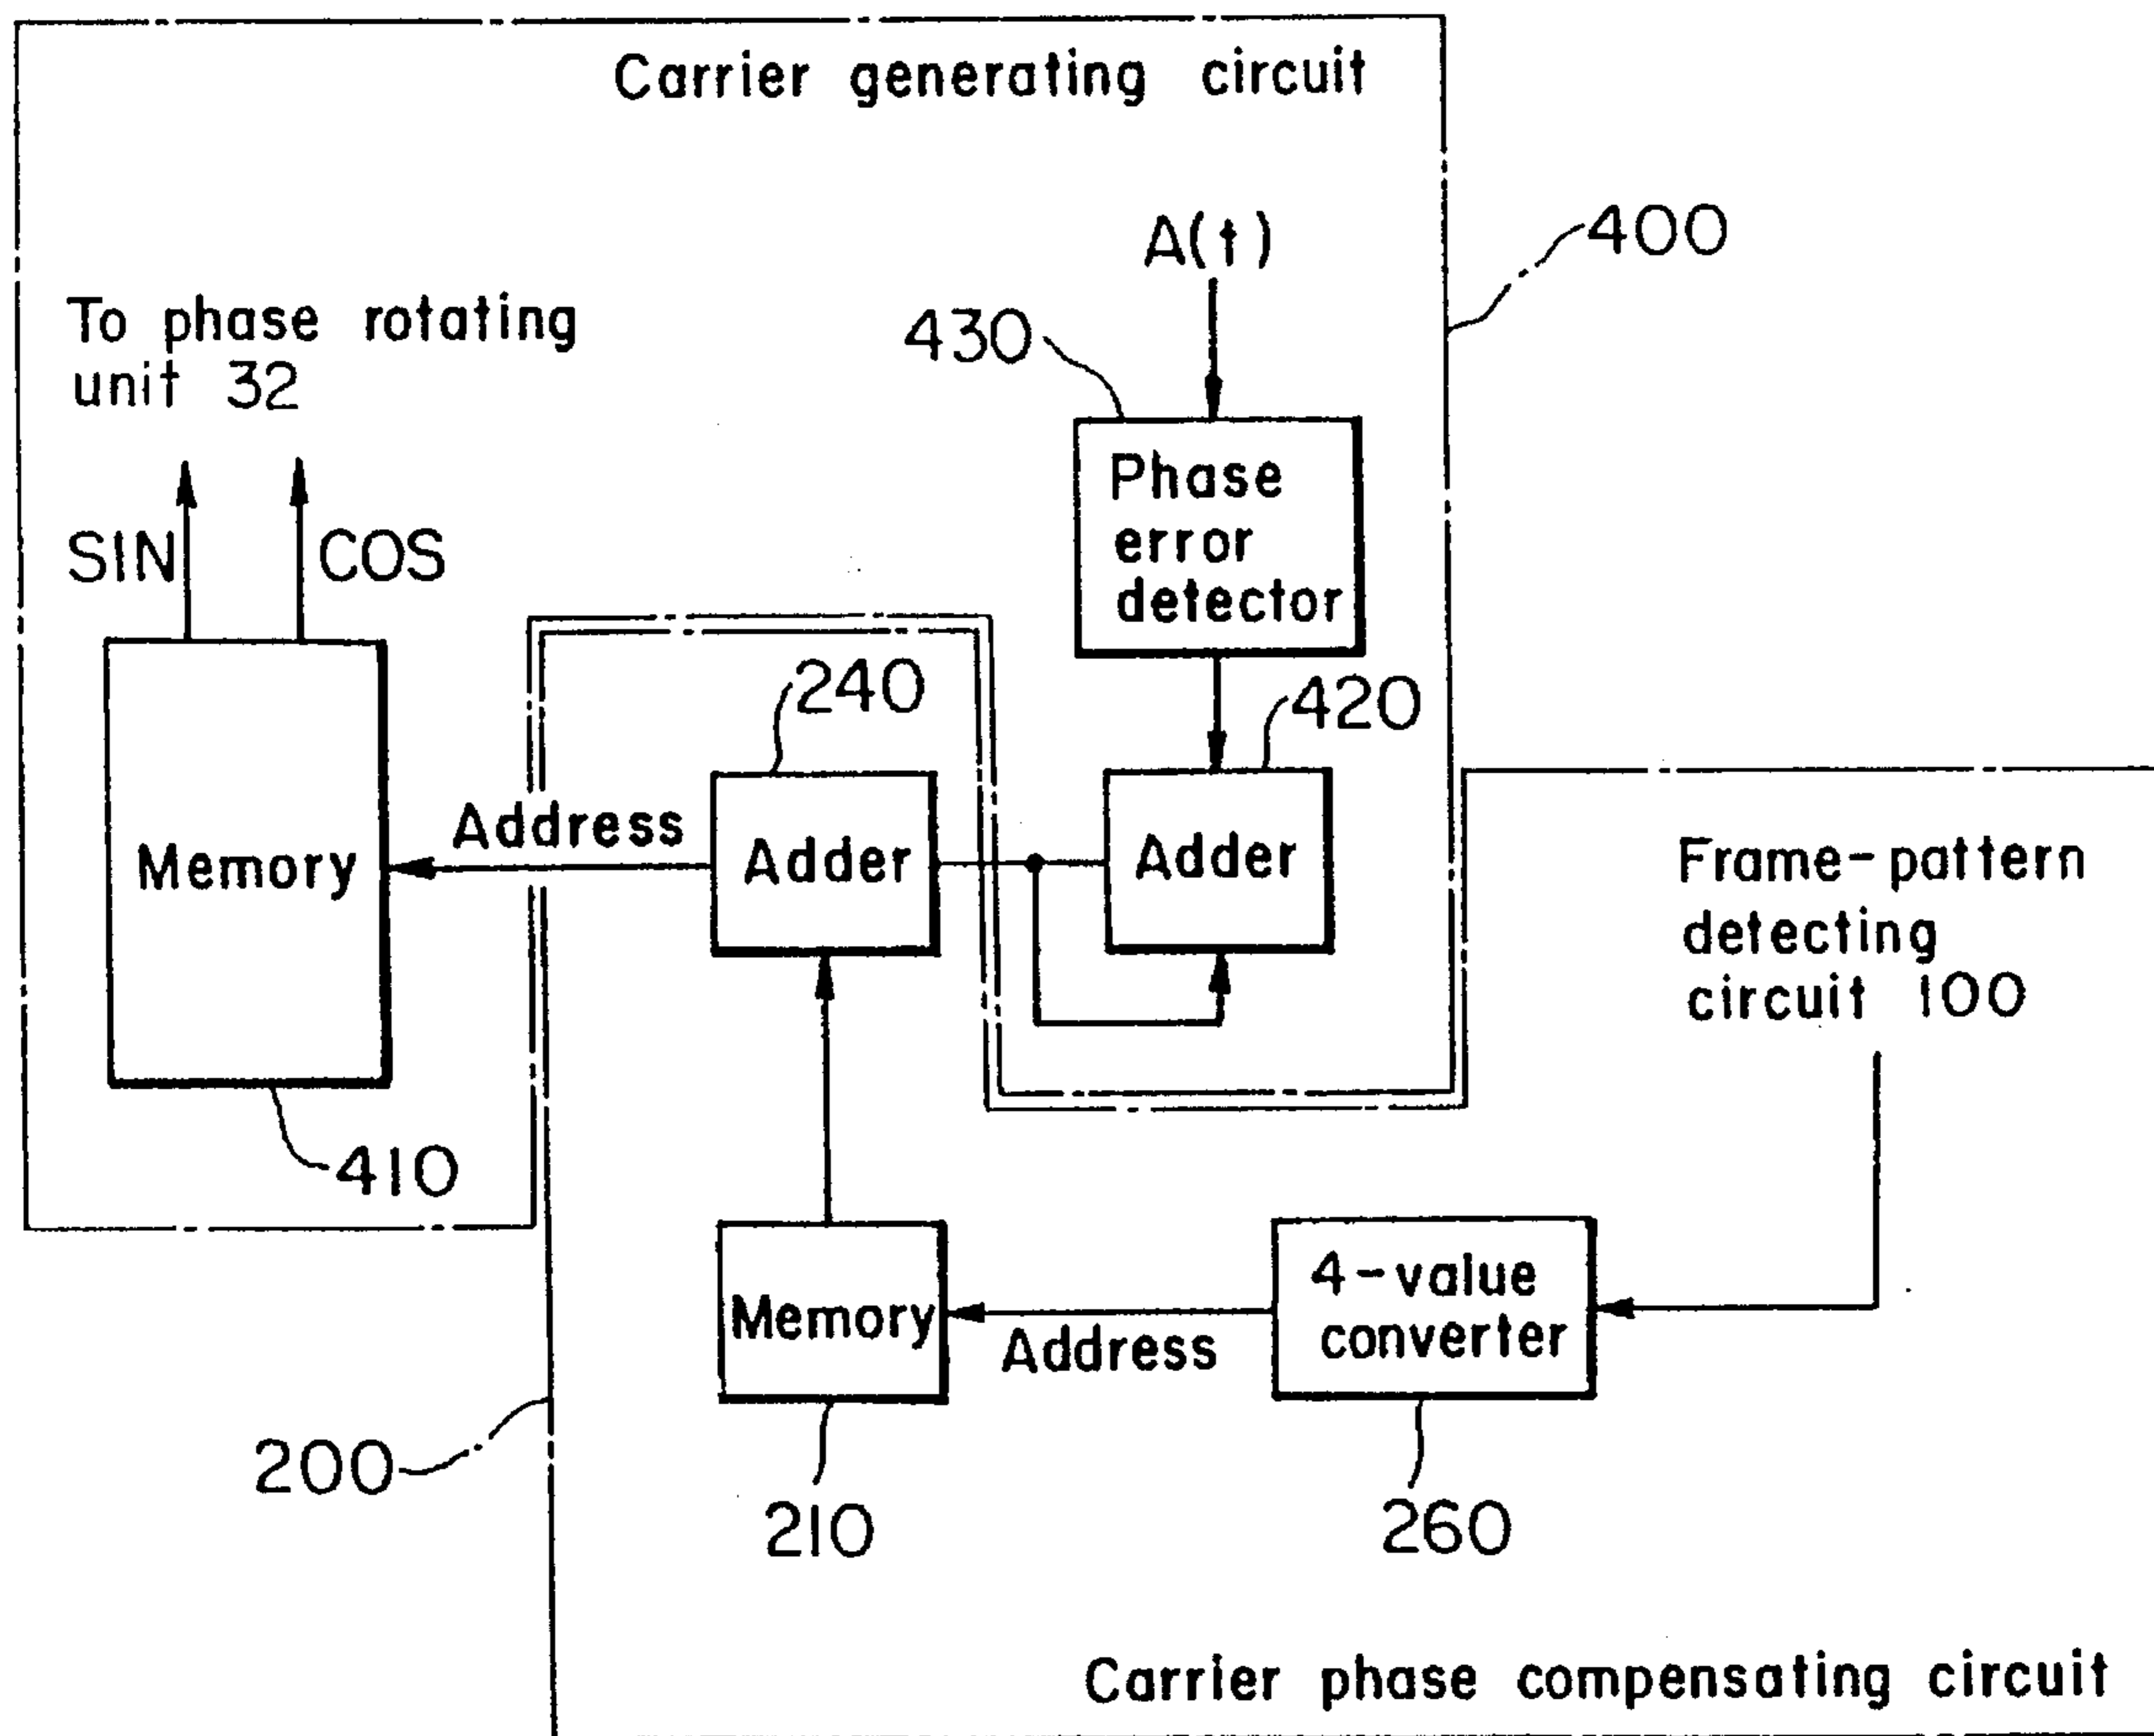 Carrier generating circuit
A(t)
400
To phase rotating
unit 32
430
Phase
error
detector
SIN
COS
240
420
Address
Memory
Adder
Adder
Frame-pattern
detecting
circuit 100
410
4-value
converter
Memory
Address
200
210
260
Carrier phase compensating circuit